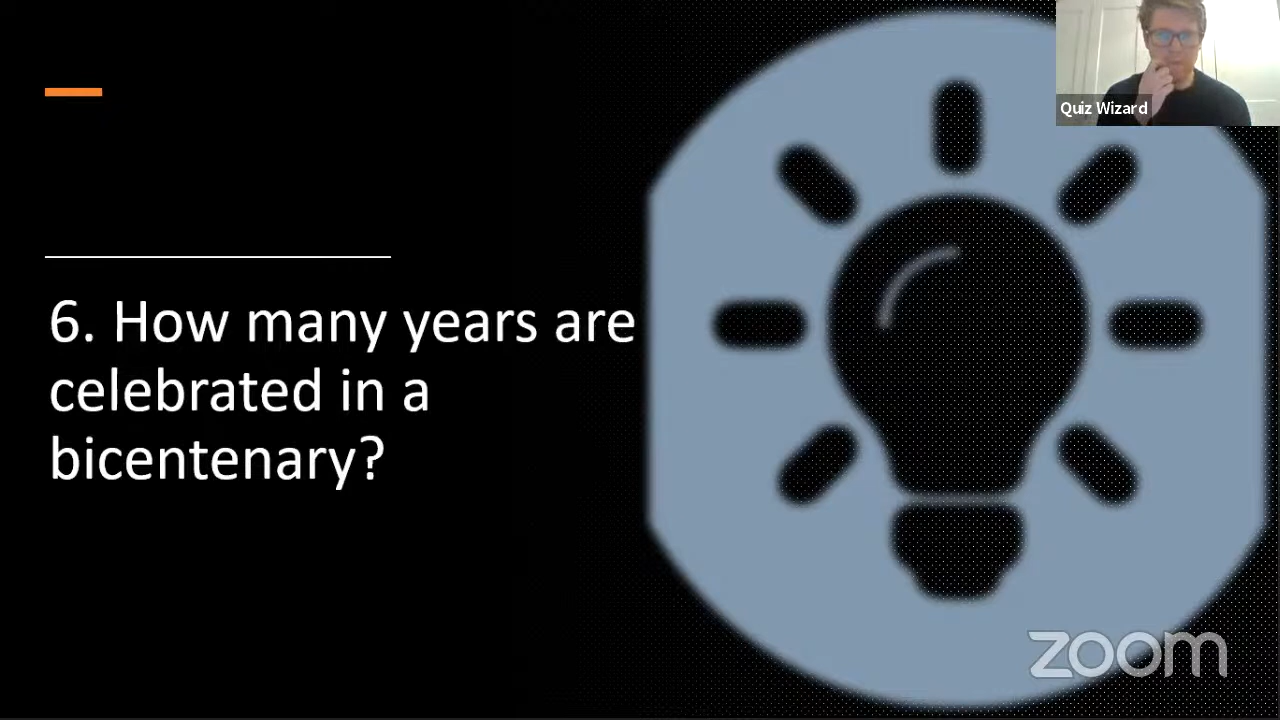 Quiz Wizard
6. How many years are
celebrated in a
bicentenary?
zoom